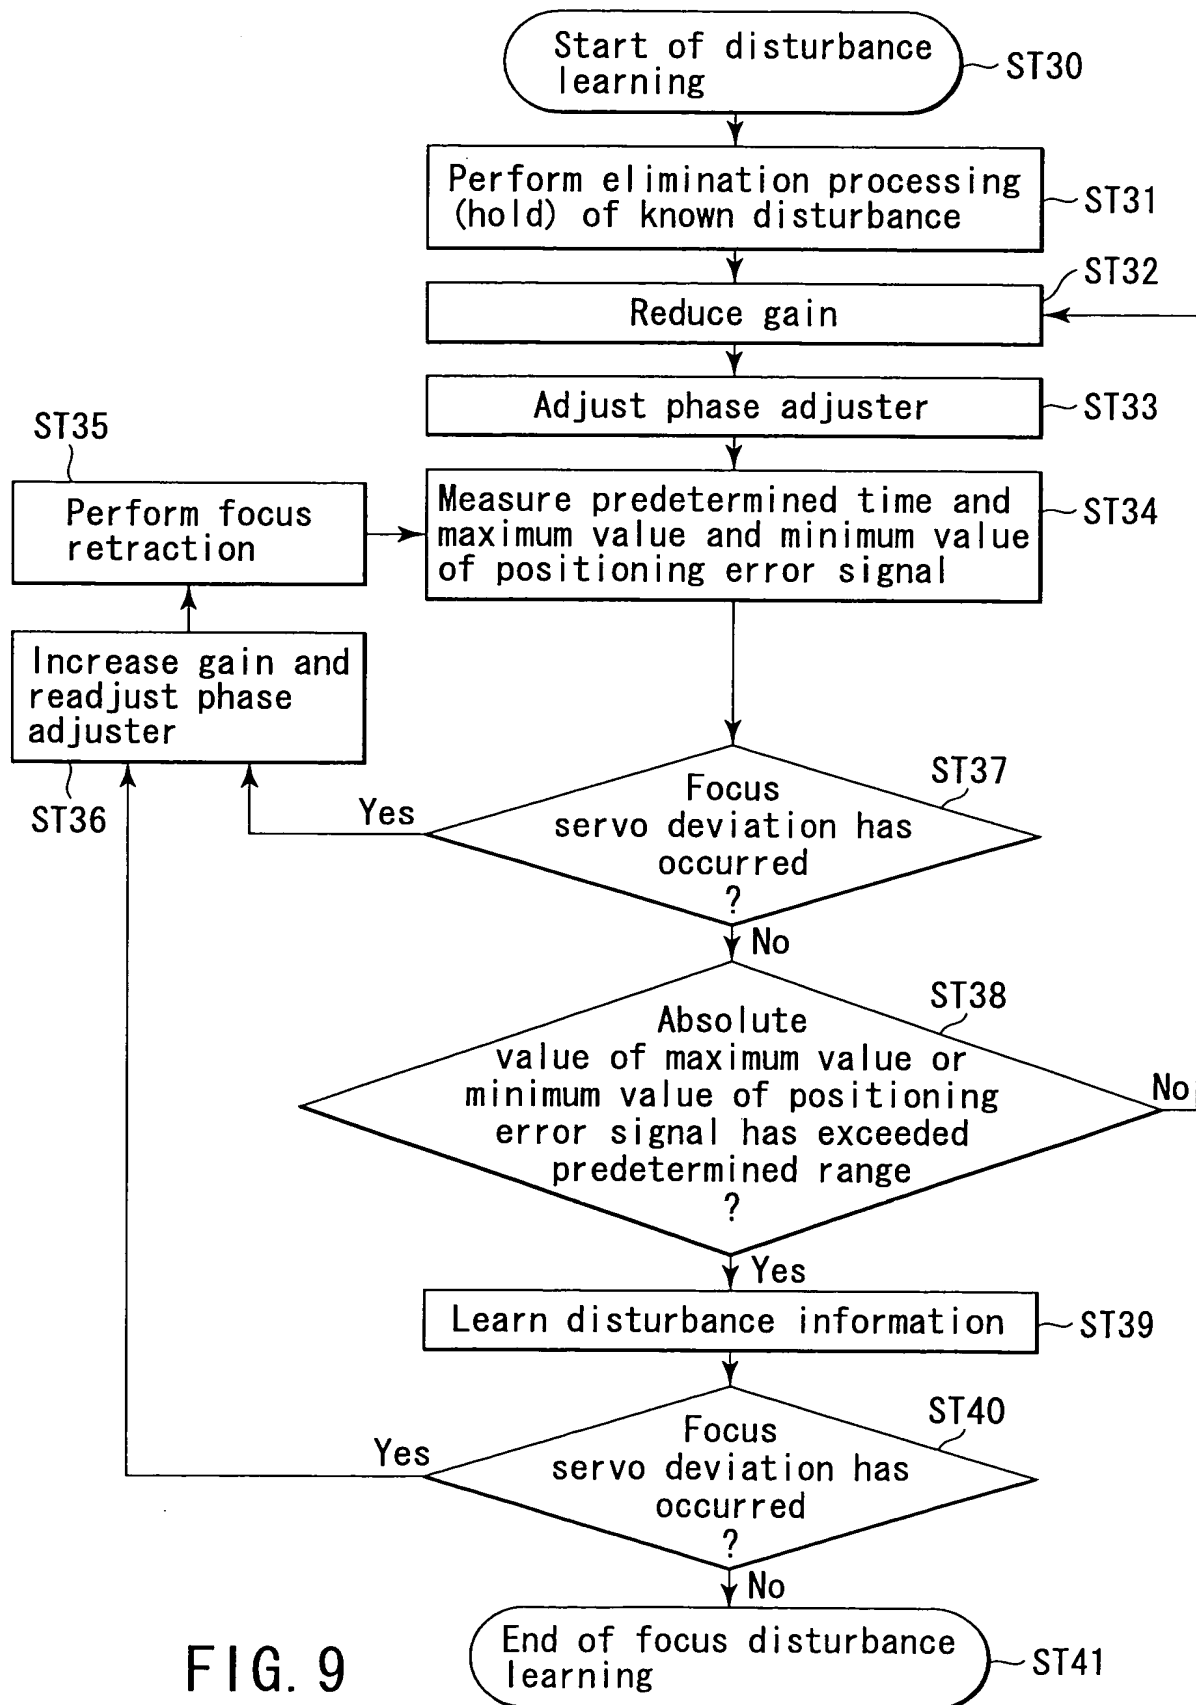 Start of disturbance
learning
ST30
Perform elimination processing
(hold) of known disturbance
ST31
ST32
Reduce gain
Adjust phase adjuster
ST33
ST35
Perform focus
retraction
Measure predetermined time and
maximum value and minimum value
of positioning error signal
ST34
Increase gain and
readjust phase
adjuster
ST36
ST37
Focus
servo deviation has
occurred
?
Yes
No
ST38
Absolute
value of maximum value or
minimum value of positioning
error signal has exceeded
predetermined range
?
No
Yes
Learn disturbance information
ST39
ST40
Focus
servo deviation has
occurred
?
Yes
No
End of focus disturbance
learning
ST41
FIG. 9